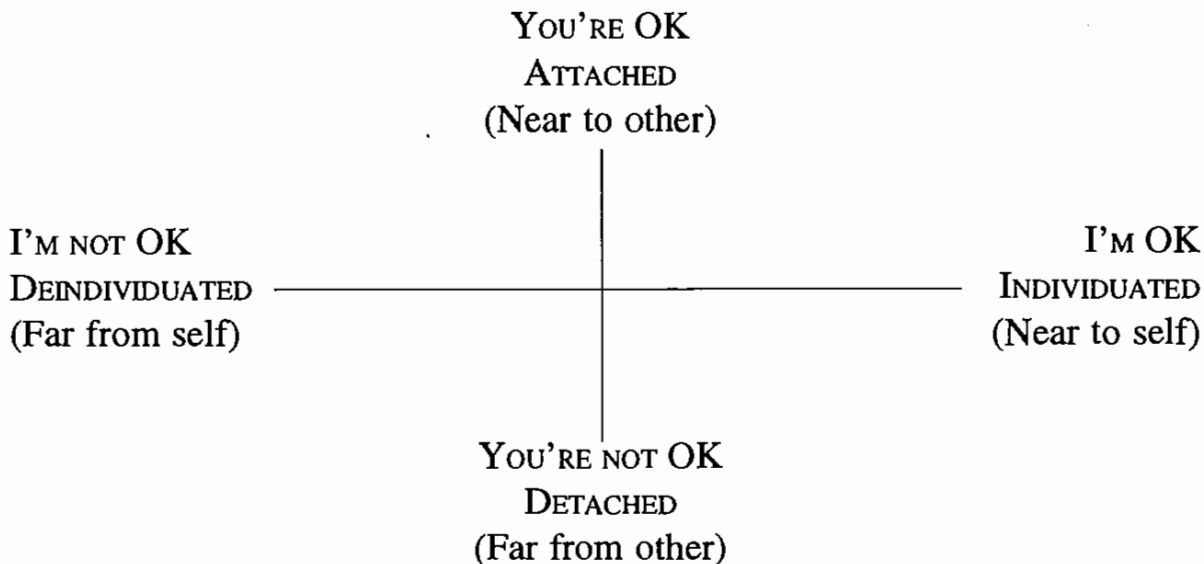 YOU'RE OK
ATTACHED
(Near to other)
I'M NOT OK
DEINDIVIDUATED
(Far from self)
I'M OK
INDIVIDUATED
(Near to self)
YOU'RE NOT OK
DETACHED
(Far from other)